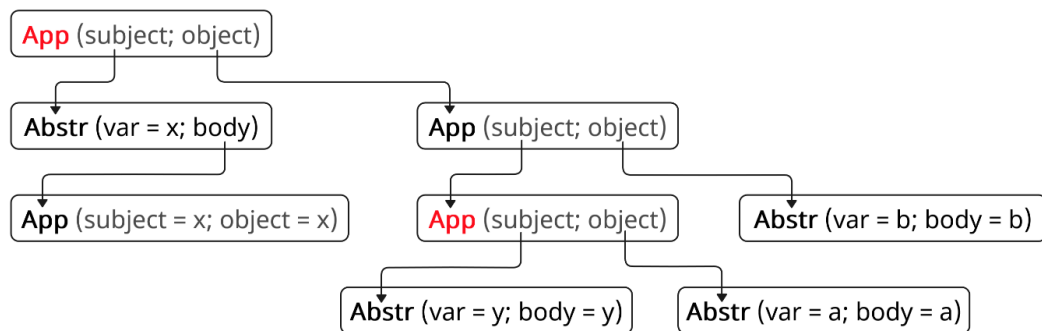 App (subject; object)
Abstr (var = x; body)
App (subject; object)
App (subject = x; object = x)
App (subject; object)
Abstr (var = b; body = b)
Abstr (var = y; body = y)
Abstr (var = a; body = a)